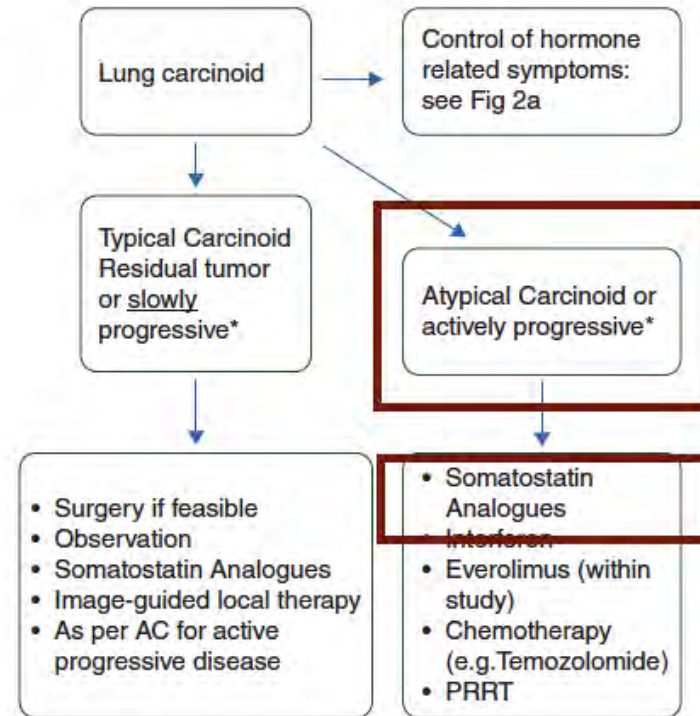 Lung carcinoid
Control of hormone
related symptoms:
see Fig 2a
Typical Carcinoid
Residual tumor
or slowly
progressive*
Atypical Carcinoid or
actively progressive*
• Surgery if feasible
• Observation
• Somatostatin Analogues
• Image-guided local therapy
• As per AC for active
progressive disease
• Somatostatin
Analogues
• Interferon
• Everolimus (within
study)
• Chemotherapy
(e.g.Temozolomide)
• PRRT